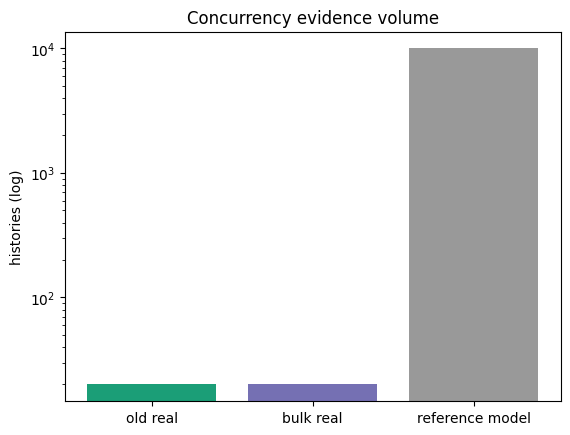 Concurrency evidence volume
histories (log)
10⁴
10³
10²
old real
bulk real
reference model